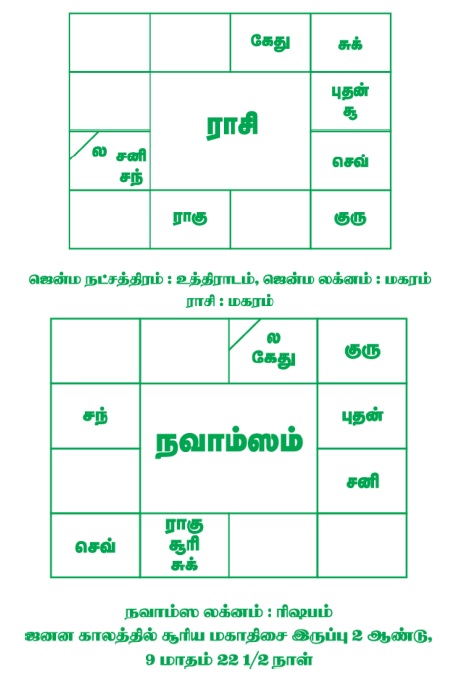 கேது சுக்
புதன்
சூ
ராசி
ல சனி
சந்
செவ்
ராகு குரு
ஜென்ம நட்சத்திரம் : உத்திராடம், ஜென்ம லக்னம் : மகரம்
ராசி : மகரம்
ல
கேது
குரு
சந் புதன்
நவாம்ஸம்
சனி
செவ்
ராகு
சூரி
சுக்
நவாம்ஸ லக்னம் : ரிஷபம்
ஜனன காலத்தில் சூரிய மகாதிசை இருப்பு 2 ஆண்டு,
9 மாதம் 22 1/2 நாள்